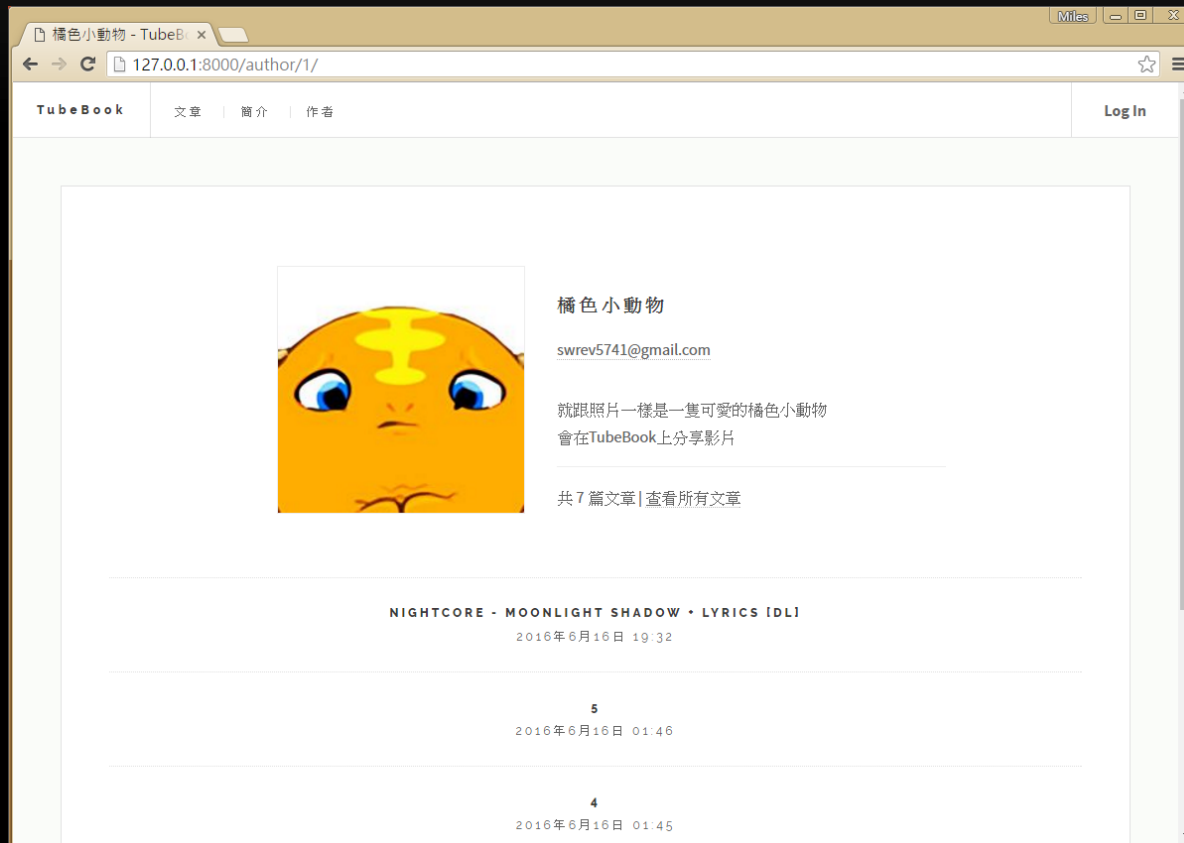 Miles
橘色小動物 - TubeB
127.0.0.1:8000/author/1/
TubeBook 文章 簡介 作者 Log In
橘色小動物
swrev5741@gmail.com
就跟照片一樣是一隻可愛的橘色小動物
會在TubeBook上分享影片
共 7 篇文章 | 查看所有文章
NIGHTCORE - MOONLIGHT SHADOW + LYRICS [DL]
2016年6月16日 19:32
5
2016年6月16日 01:46
4
2016年6月16日 01:45